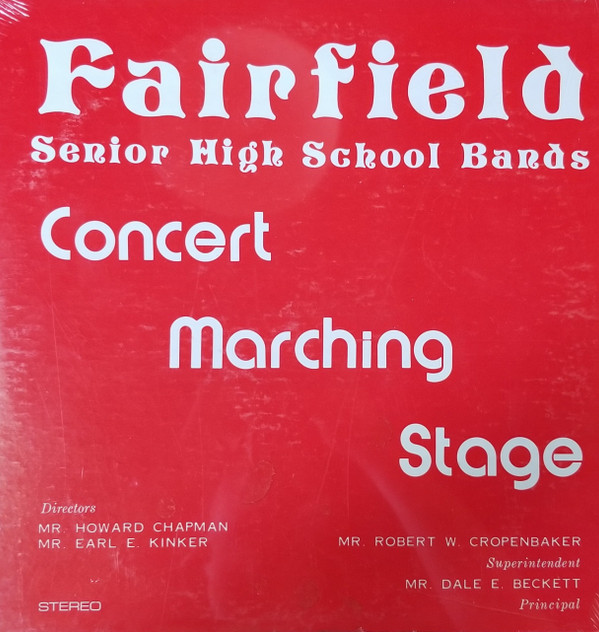 Fairfield
Senior High School Bands
Concert
Marching
Stage
Directors
MR. HOWARD CHAPMAN
MR. EARL E. KINKER
MR. ROBERT W. CROPENBAKER
Superintendent
MR. DALE E. BECKETT
Principal
STEREO